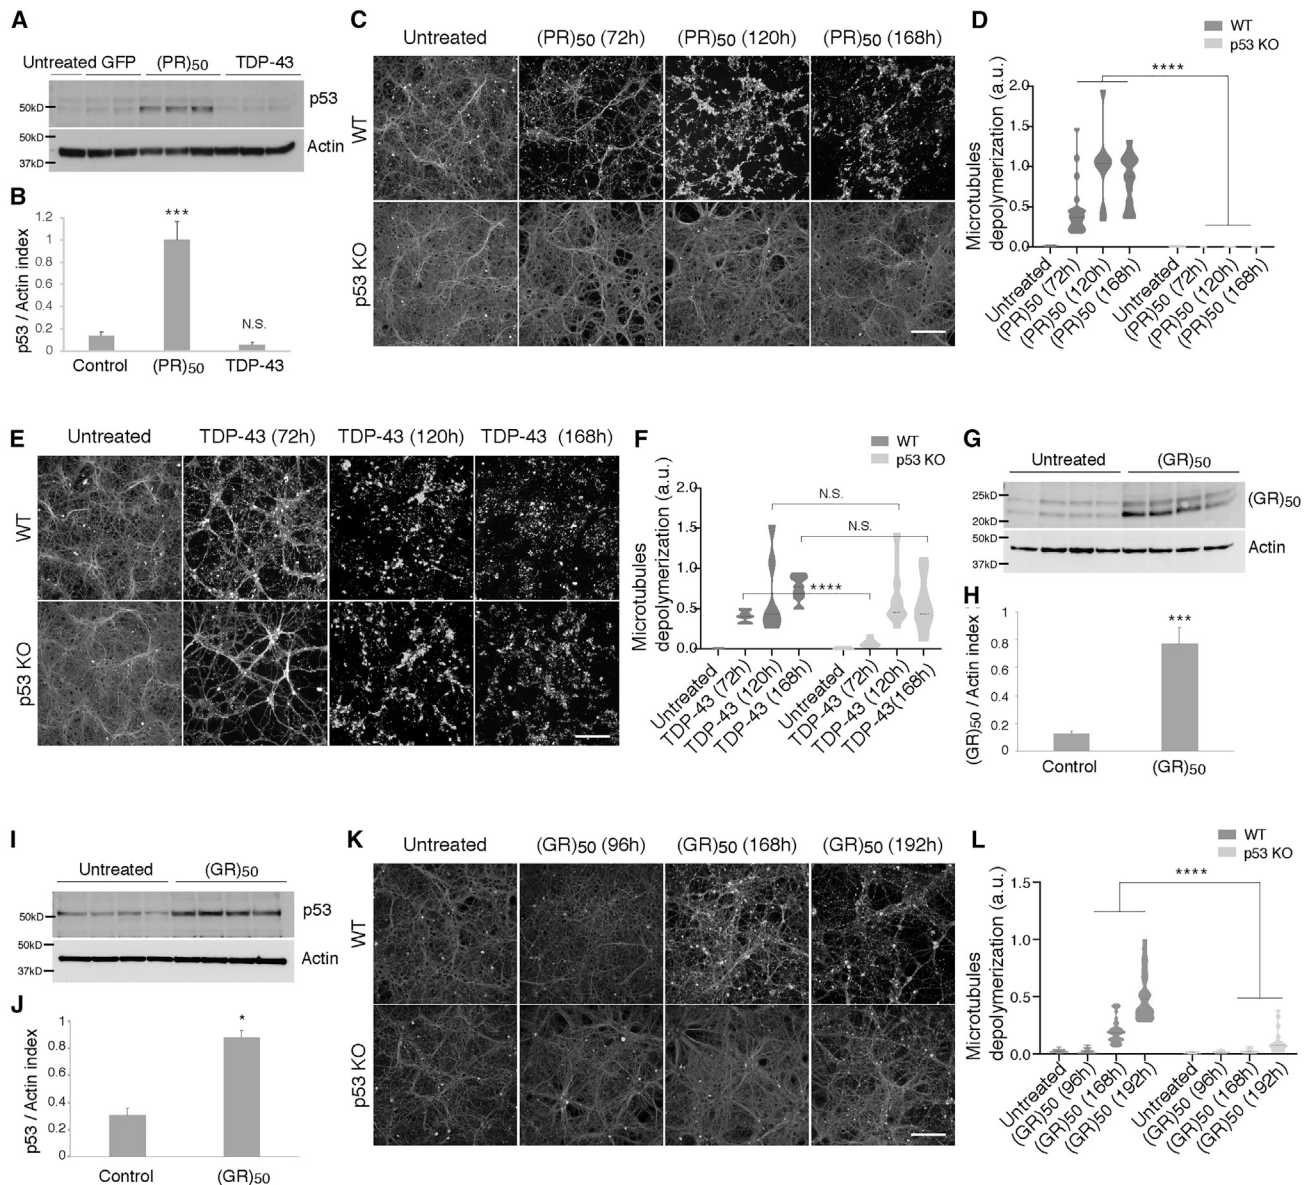 A
Untreated GFP (PR)50 TDP-43
50kD
p53
50kD
37kD
Actin
B
p53 / Actin index
1.2
1
0.8
0.6
0.4
0.2
0
***
N.S.
Control (PR)50 TDP-43
C
Untreated (PR)50 (72h) (PR)50 (120h) (PR)50 (168h)
WT
p53 KO
D
WT
p53 KO
Microtubules
depolymerization (a.u.)
2.0
1.5
1.0
0.5
0.0
****
Untreated
(PR)50 (72h)
(PR)50 (120h)
(PR)50 (168h)
Untreated
(PR)50 (72h)
(PR)50 (120h)
(PR)50 (168h)
E
Untreated TDP-43 (72h) TDP-43 (120h) TDP-43 (168h)
WT
p53 KO
F
WT
p53 KO
Microtubules
depolymerization (a.u.)
2.0
1.5
1.0
0.5
0.0
N.S.
N.S.
****
Untreated
TDP-43 (72h)
TDP-43 (120h)
TDP-43 (168h)
Untreated
TDP-43 (72h)
TDP-43 (120h)
TDP-43(168h)
G
Untreated (GR)50
25kD
20kD
(GR)50
50kD
37kD
Actin
H
(GR)50 / Actin index
1
0.8
0.6
0.4
0.2
0
***
Control (GR)50
I
Untreated (GR)50
50kD
p53
50kD
37kD
Actin
J
p53 / Actin index
1
0.8
0.6
0.4
0.2
0
*
Control (GR)50
K
Untreated (GR)50 (96h) (GR)50 (168h) (GR)50 (192h)
WT
p53 KO
L
WT
p53 KO
Microtubules
depolymerization (a.u.)
1.5
1.0
0.5
0.0
****
Untreated
(GR)50 (96h)
(GR)50 (168h)
(GR)50 (192h)
Untreated
(GR)50 (96h)
(GR)50 (168h)
(GR)50 (192h)